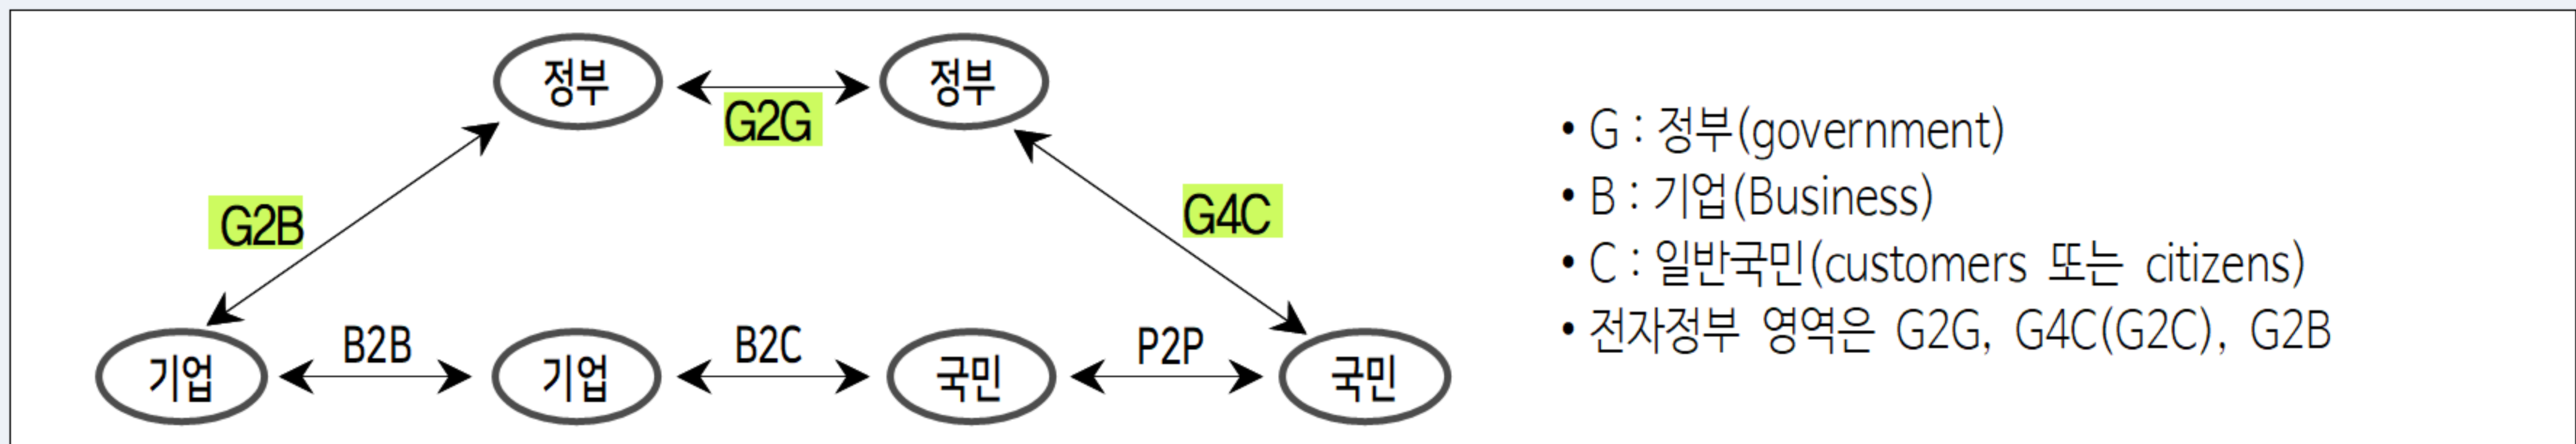 정부
정부
G2G
G2B
G4C
기업
B2B
기업
B2C
국민
P2P
국민
• G : 정부(government)
• B : 기업(Business)
• C : 일반국민(customers 또는 citizens)
• 전자정부 영역은 G2G, G4C(G2C), G2B